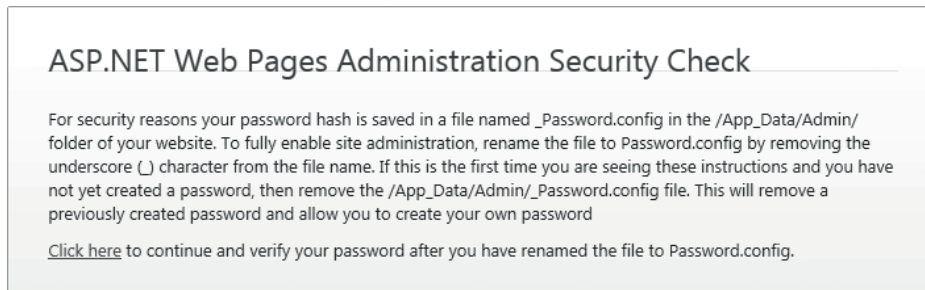 ASP.NET Web Pages Administration Security Check
For security reasons your password hash is saved in a file named _Password.config in the /App_Data/Admin/
folder of your website. To fully enable site administration, rename the file to Password.config by removing the
underscore (_) character from the file name. If this is the first time you are seeing these instructions and you have
not yet created a password, then remove the /App_Data/Admin/_Password.config file. This will remove a
previously created password and allow you to create your own password
Click here to continue and verify your password after you have renamed the file to Password.config.